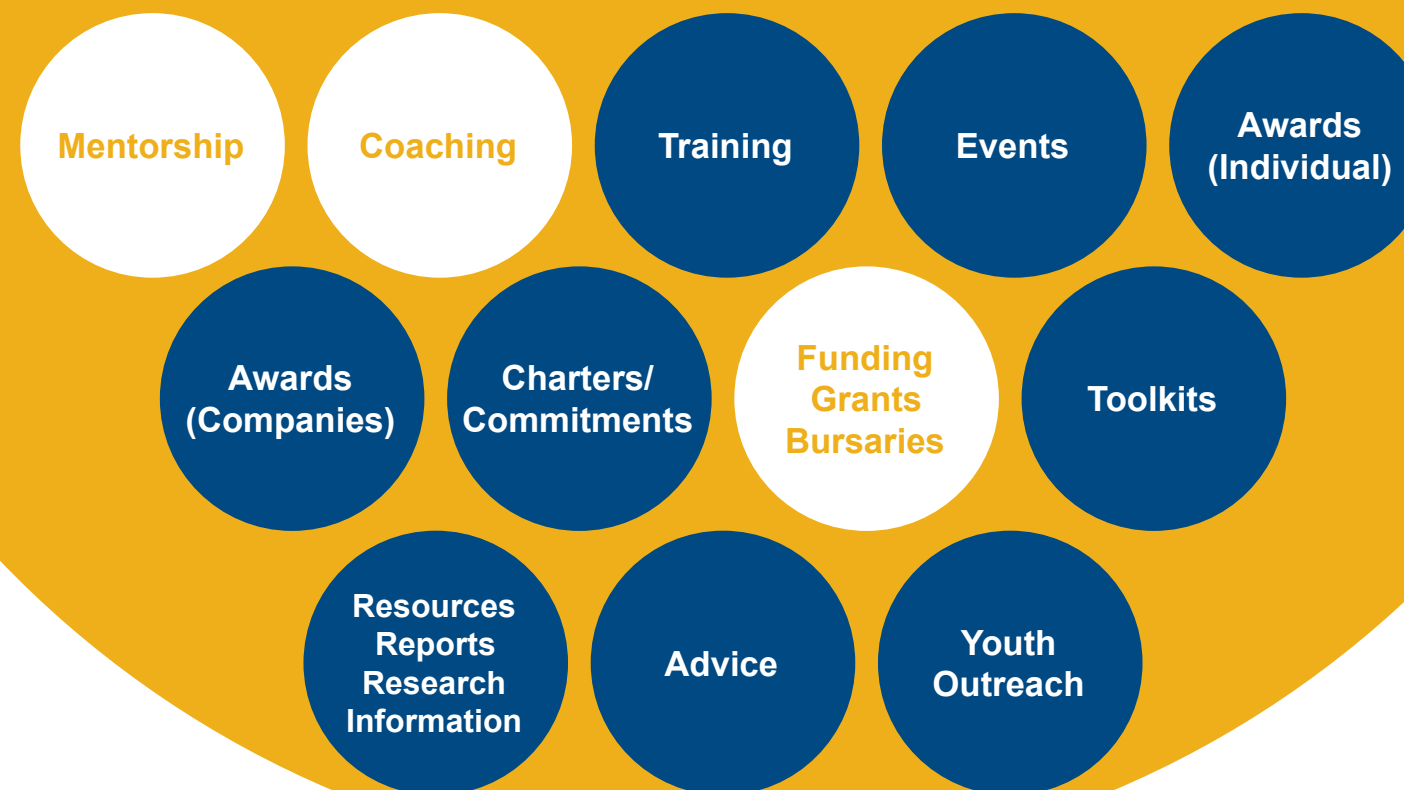 Mentorship
Coaching
Training
Events
Awards
(Individual)
Awards
(Companies)
Charters/
Commitments
Funding
Grants
Bursaries
Toolkits
Resources
Reports
Research
Information
Advice
Youth
Outreach